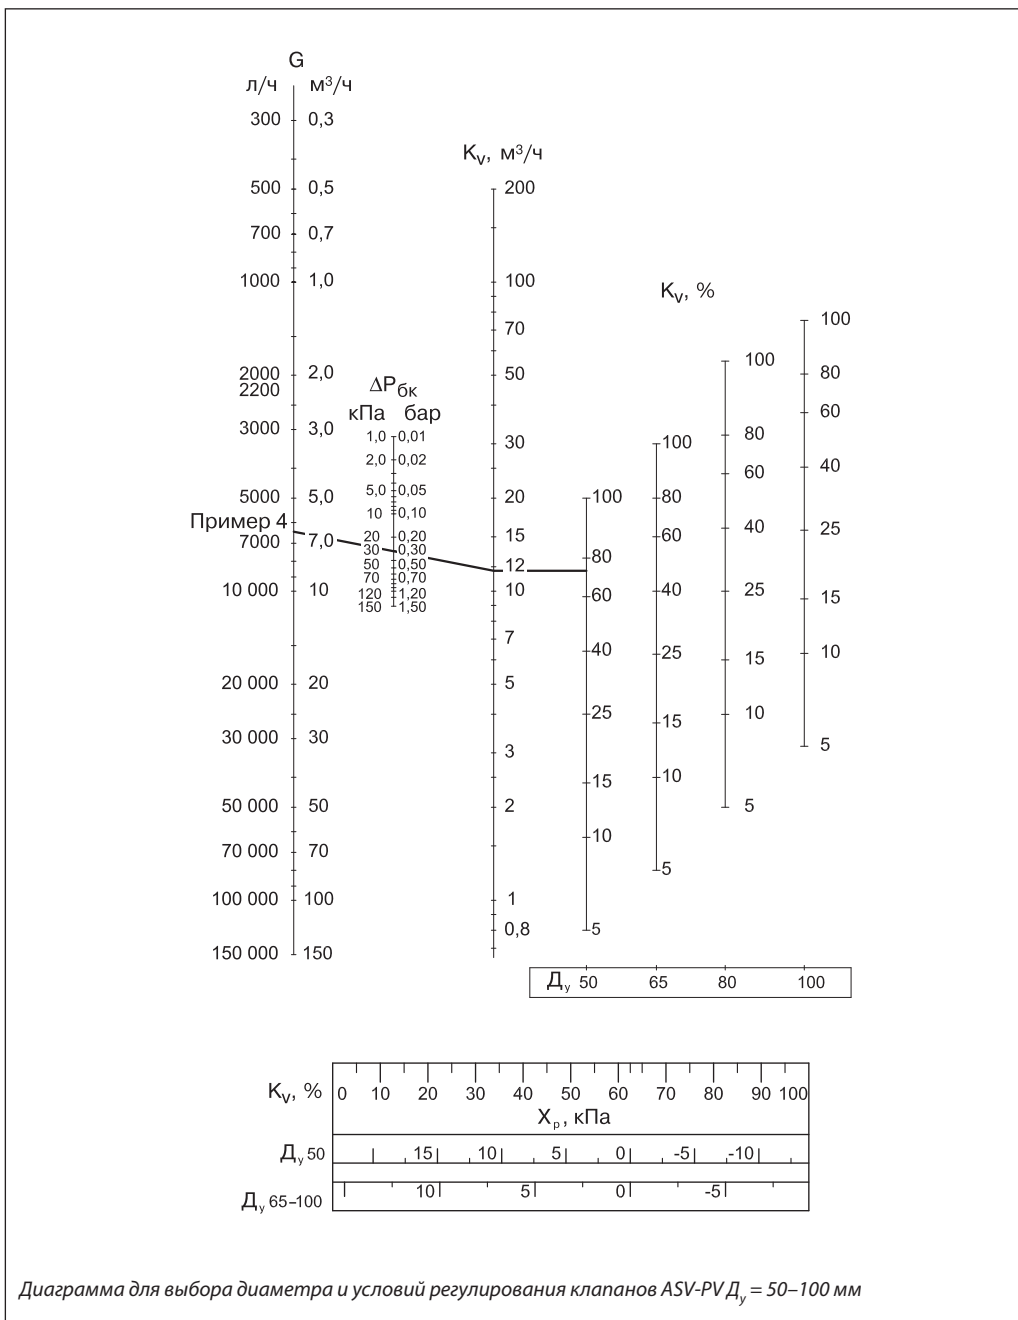 G
л/ч м³/ч
300 0,3
Kᵥ, м³/ч
500 0,5 200
700 0,7
1000 1,0 100
Kᵥ, %
100
70
100
2000 2,0 50 80
2200
ΔPбк
кПа бар
60
3000 3,0 80
1,0 0,01
30 100
2,0 0,02
60 40
5000 5,0
5,0 0,05
20 100 80
10 0,10
Пример 4
40 25
7000 7,0
20 0,20
15 60
30 0,30
80
50 0,50
12
70 0,70
10 000 10
120 1,20
10 60 40 25 15
150 1,50
7 40 25 15 10
20 000 20 5
25 15 10
30 000 30 3
5
15 10
50 000 50 2 5
10
70 000 70
5
100 000 100 1
0,8 5
150 000 150
Ду 50 65 80 100
Kᵥ, % 0 10 20 30 40 50 60 70 80 90 100
Xр, кПа
Ду 50 15 10 5 0 -5 -10
Ду 65–100 10 5 0 -5
Диаграмма для выбора диаметра и условий регулирования клапанов ASV-PV Ду = 50–100 мм